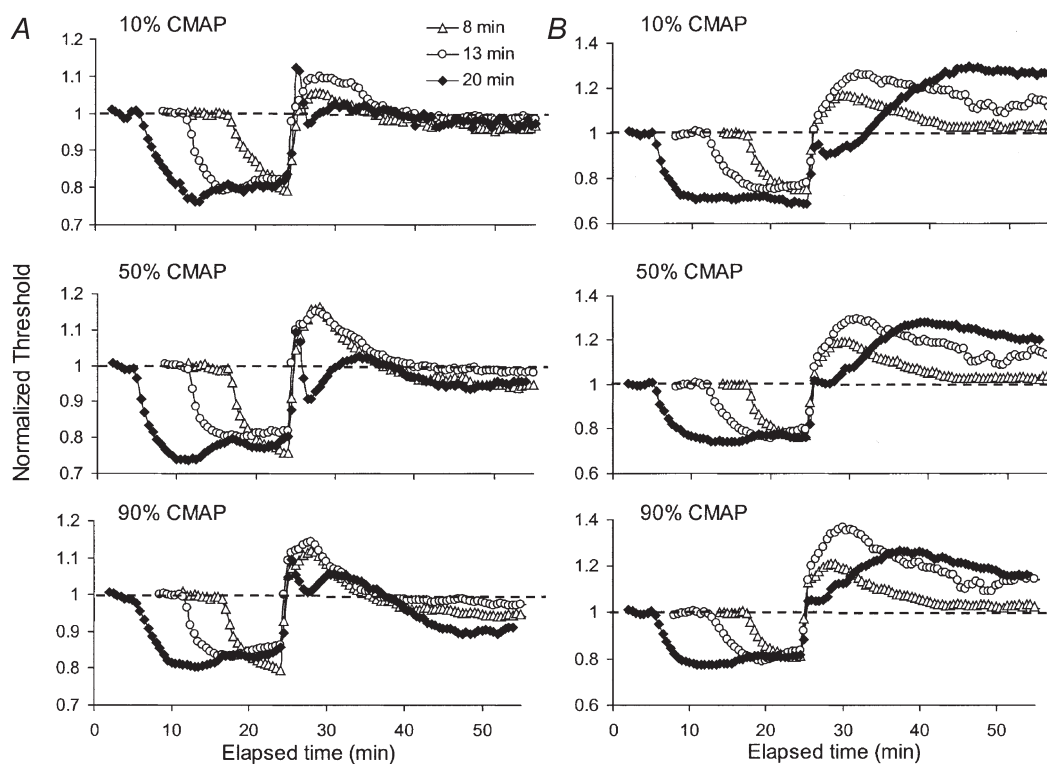 A
10% CMAP
8 min
13 min
20 min
1.2
1.1
1
0.9
0.8
0.7
50% CMAP
1.2
1.1
1
0.9
0.8
0.7
90% CMAP
1.2
1.1
1
0.9
0.8
0.7
0 10 20 30 40 50
Elapsed time (min)
Normalized Threshold
B
10% CMAP
1.4
1.2
1
0.8
0.6
50% CMAP
1.4
1.2
1
0.8
0.6
90% CMAP
1.4
1.2
1
0.8
0.6
0 10 20 30 40 50
Elapsed time (min)